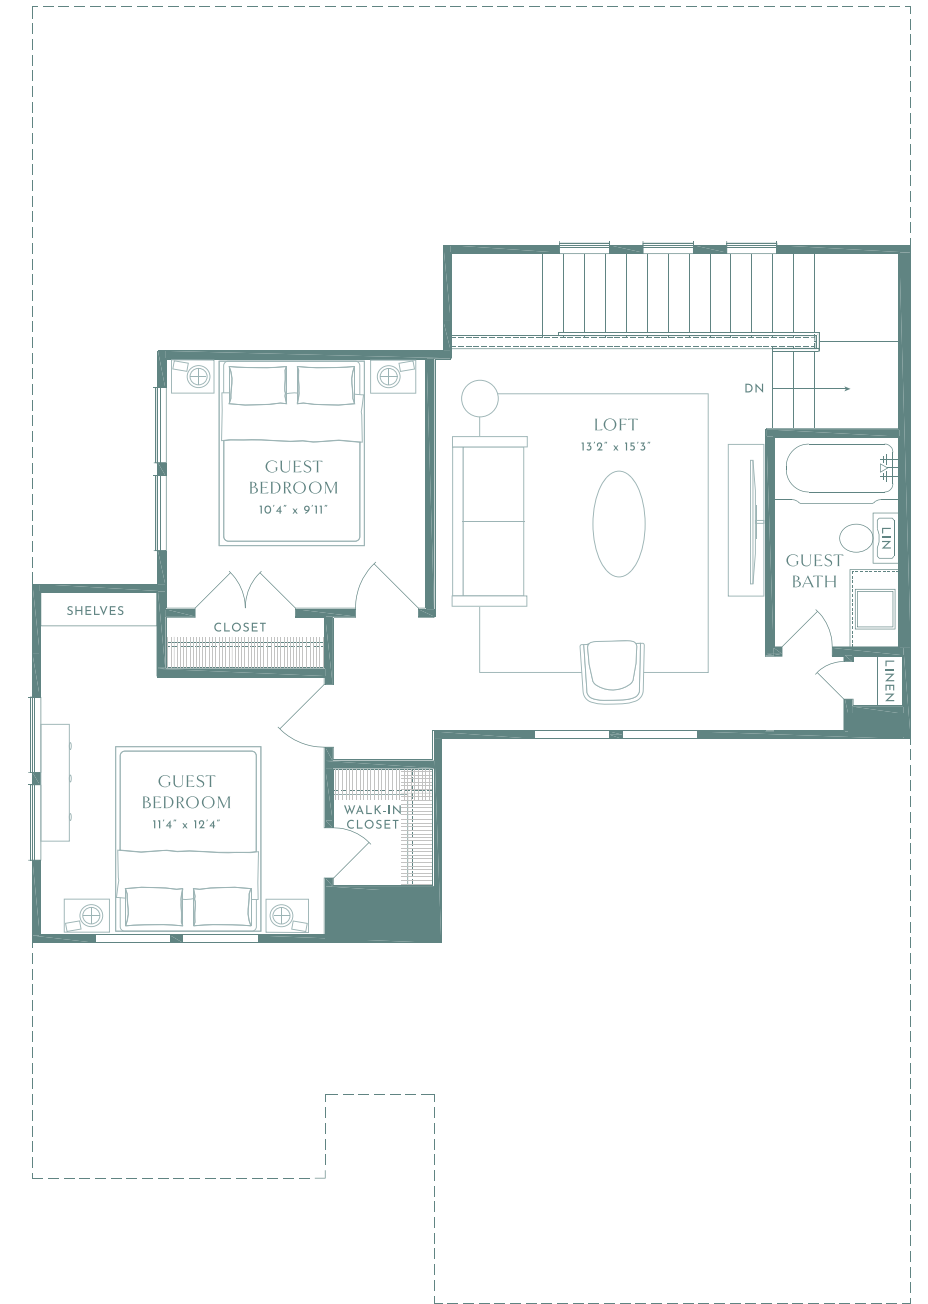 DN
LOFT
13'2" x 15'3"
GUEST
BEDROOM
10'4" x 9'11"
LIN
GUEST
BATH
SHELVES
CLOSET
LINEN
GUEST
BEDROOM
11'4" x 12'4"
WALK-IN
CLOSET